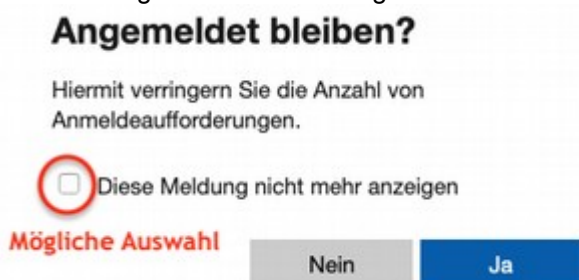 Angemeldet bleiben?
Hiermit verringern Sie die Anzahl von
Anmeldeaufforderungen.
Diese Meldung nicht mehr anzeigen
Mögliche Auswahl
Nein
Ja